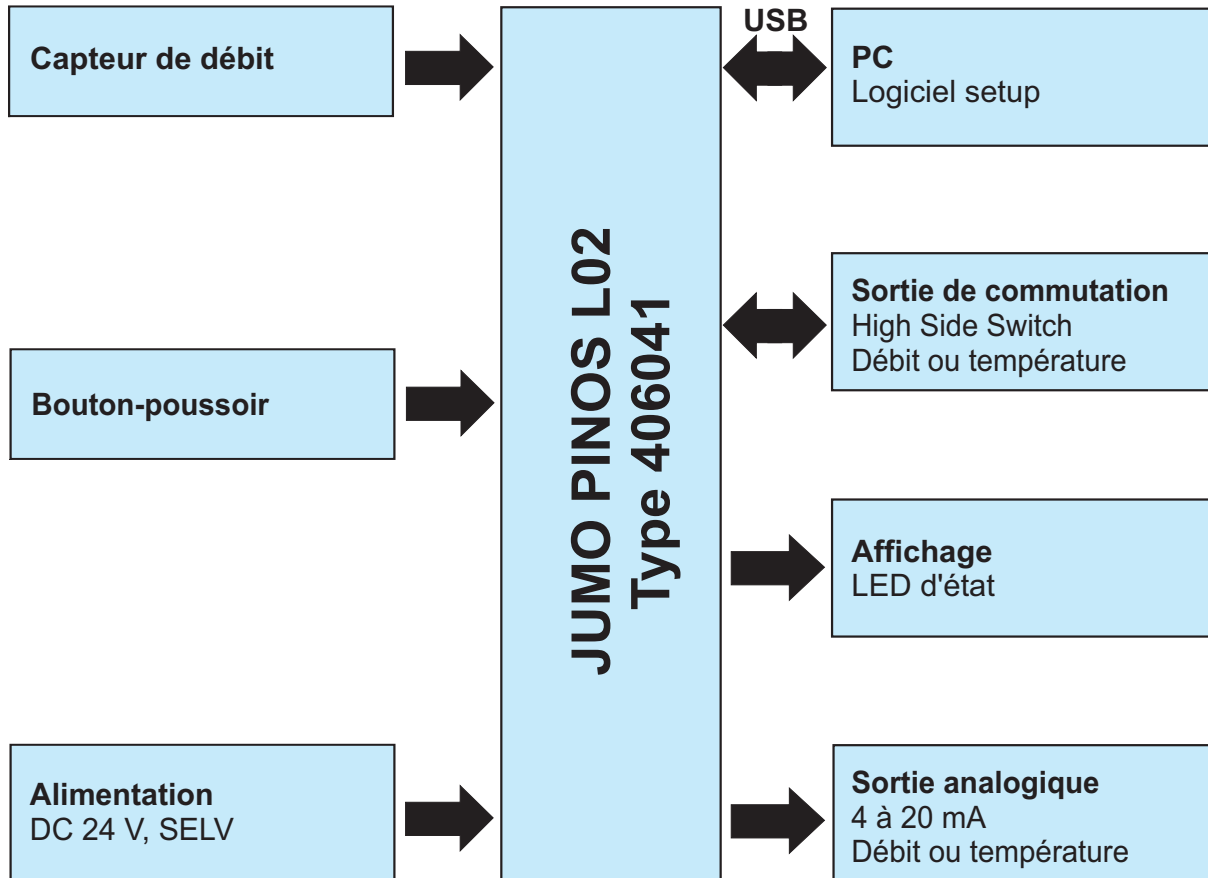 Capteur de débit
Bouton-poussoir
Alimentation
DC 24 V, SELV
JUMO PINOS L02
Type 406041
USB
PC
Logiciel setup
Sortie de commutation
High Side Switch
Débit ou température
Affichage
LED d'état
Sortie analogique
4 à 20 mA
Débit ou température